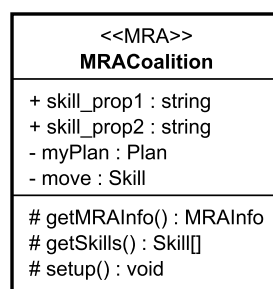 <<MRA>>
MRACoalition
+ skill_prop1 : string
+ skill_prop2 : string
- myPlan : Plan
- move : Skill
# getMRAInfo() : MRAInfo
# getSkills() : Skill[]
# setup() : void